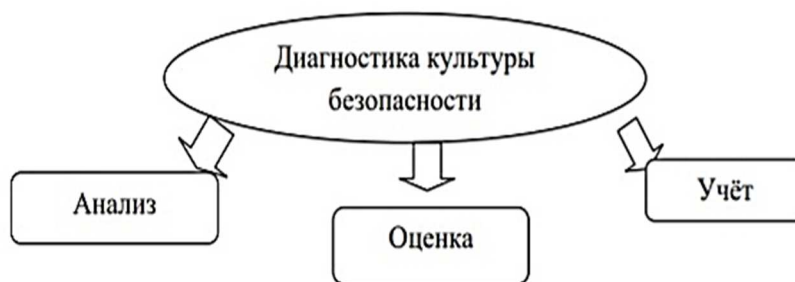 Диагностика культуры
безопасности
Анализ
Оценка
Учёт